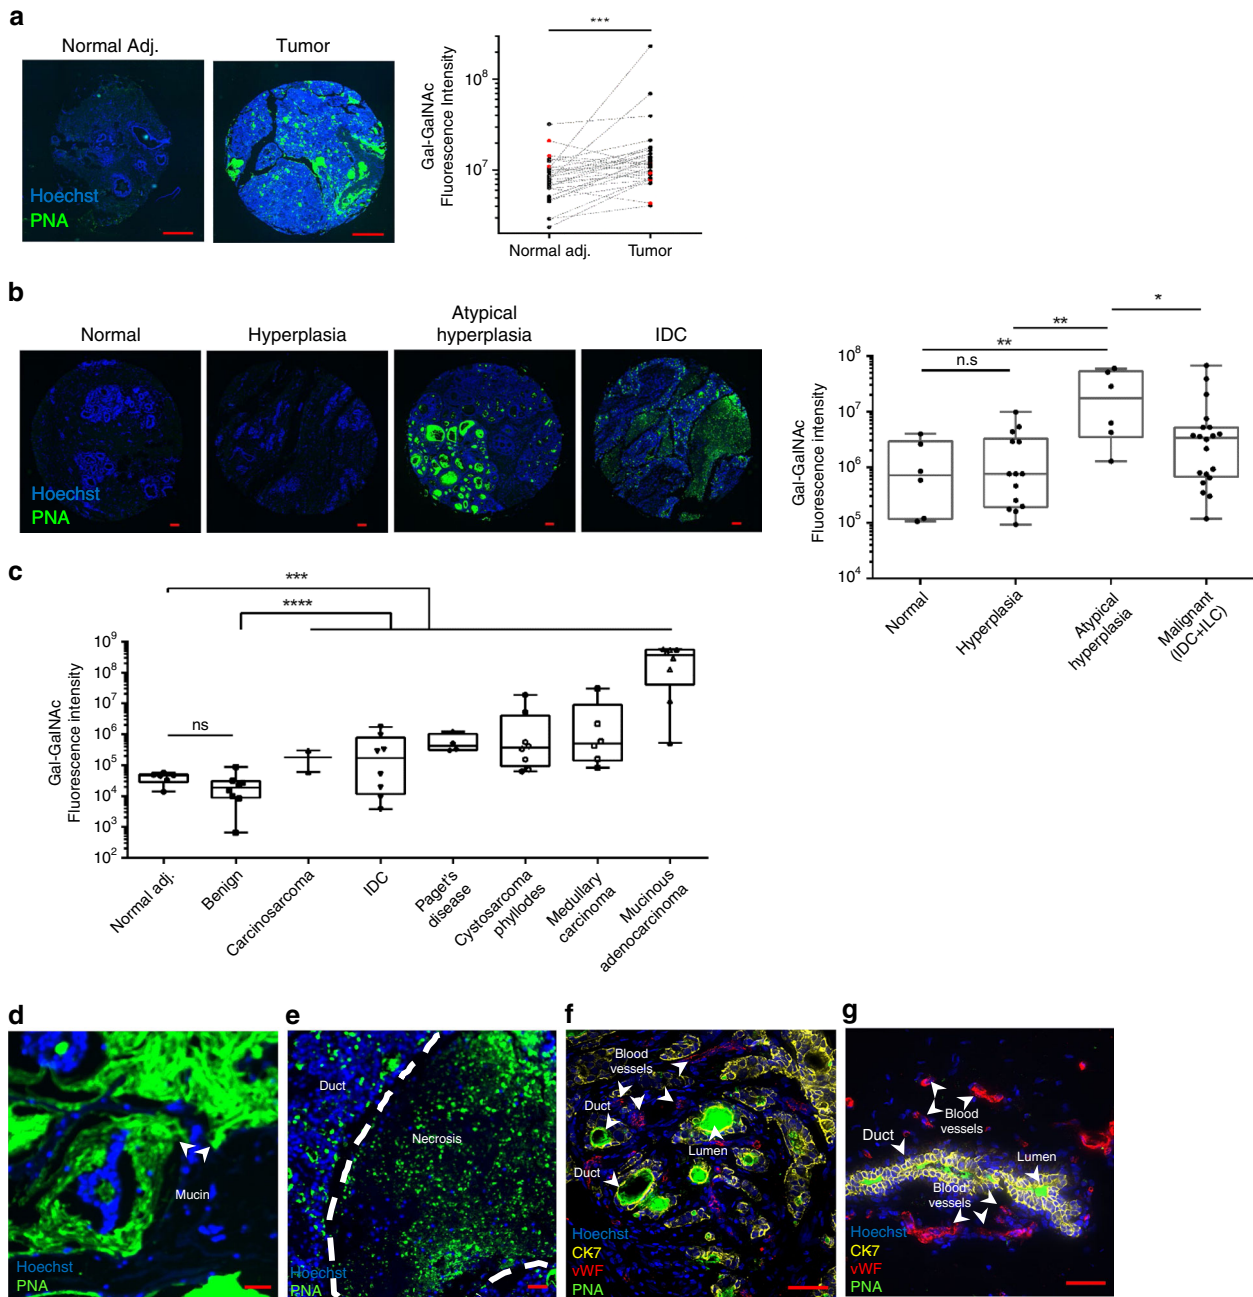 a
Normal Adj.
Tumor
Hoechst
PNA
***
Gal-GalNAc
Fluorescence Intensity
10^8
10^7
Normal adj.
Tumor
b
Normal
Hyperplasia
Atypical
hyperplasia
IDC
Hoechst
PNA
*
**
**
n.s
Gal-GalNAc
Fluorescence intensity
10^8
10^7
10^6
10^5
10^4
Normal
Hyperplasia
Atypical
hyperplasia
Malignant
(IDC+ILC)
c
***
****
ns
Gal-GalNAc
Fluorescence intensity
10^9
10^8
10^7
10^6
10^5
10^4
10^3
10^2
Normal adj.
Benign
Carcinosarcoma
IDC
Paget's
disease
Cystosarcoma
phyllodes
Medullary
carcinoma
Mucinous
adenocarcinoma
d
Mucin
Hoechst
PNA
e
Duct
Necrosis
Hoechst
PNA
f
Blood
vessels
Duct
Lumen
Duct
Hoechst
CK7
vWF
PNA
g
Blood
vessels
Duct
Lumen
Blood
vessels
Hoechst
CK7
vWF
PNA